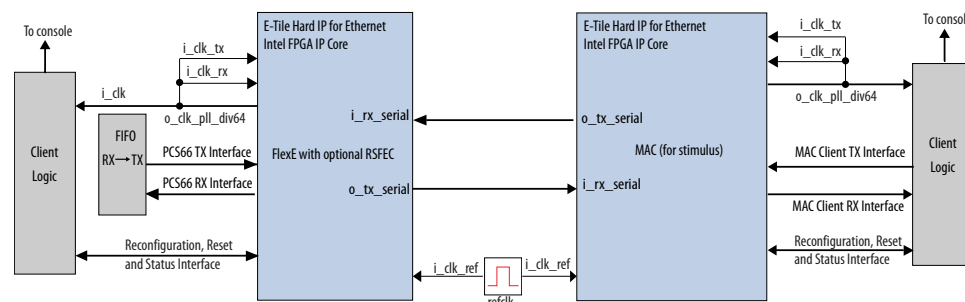 To console
E-Tile Hard IP for Ethernet
Intel FPGA IP Core
E-Tile Hard IP for Ethernet
Intel FPGA IP Core
To console
i_clk_tx
i_clk_rx
i_clk
o_clk_pll_div64
i_clk_tx
i_clk_rx
o_clk_pll_div64
i_rx_serial
o_tx_serial
FIFO
RX TX
Client
Logic
PCS66 TX Interface
PCS66 RX Interface
FlexE with optional RSFEC
MAC (for stimulus)
MAC Client TX Interface
MAC Client RX Interface
Client
Logic
o_tx_serial
i_rx_serial
Reconfiguration, Reset
and Status Interface
Reconfiguration, Reset
and Status Interface
i_clk_ref
i_clk_ref
refclk